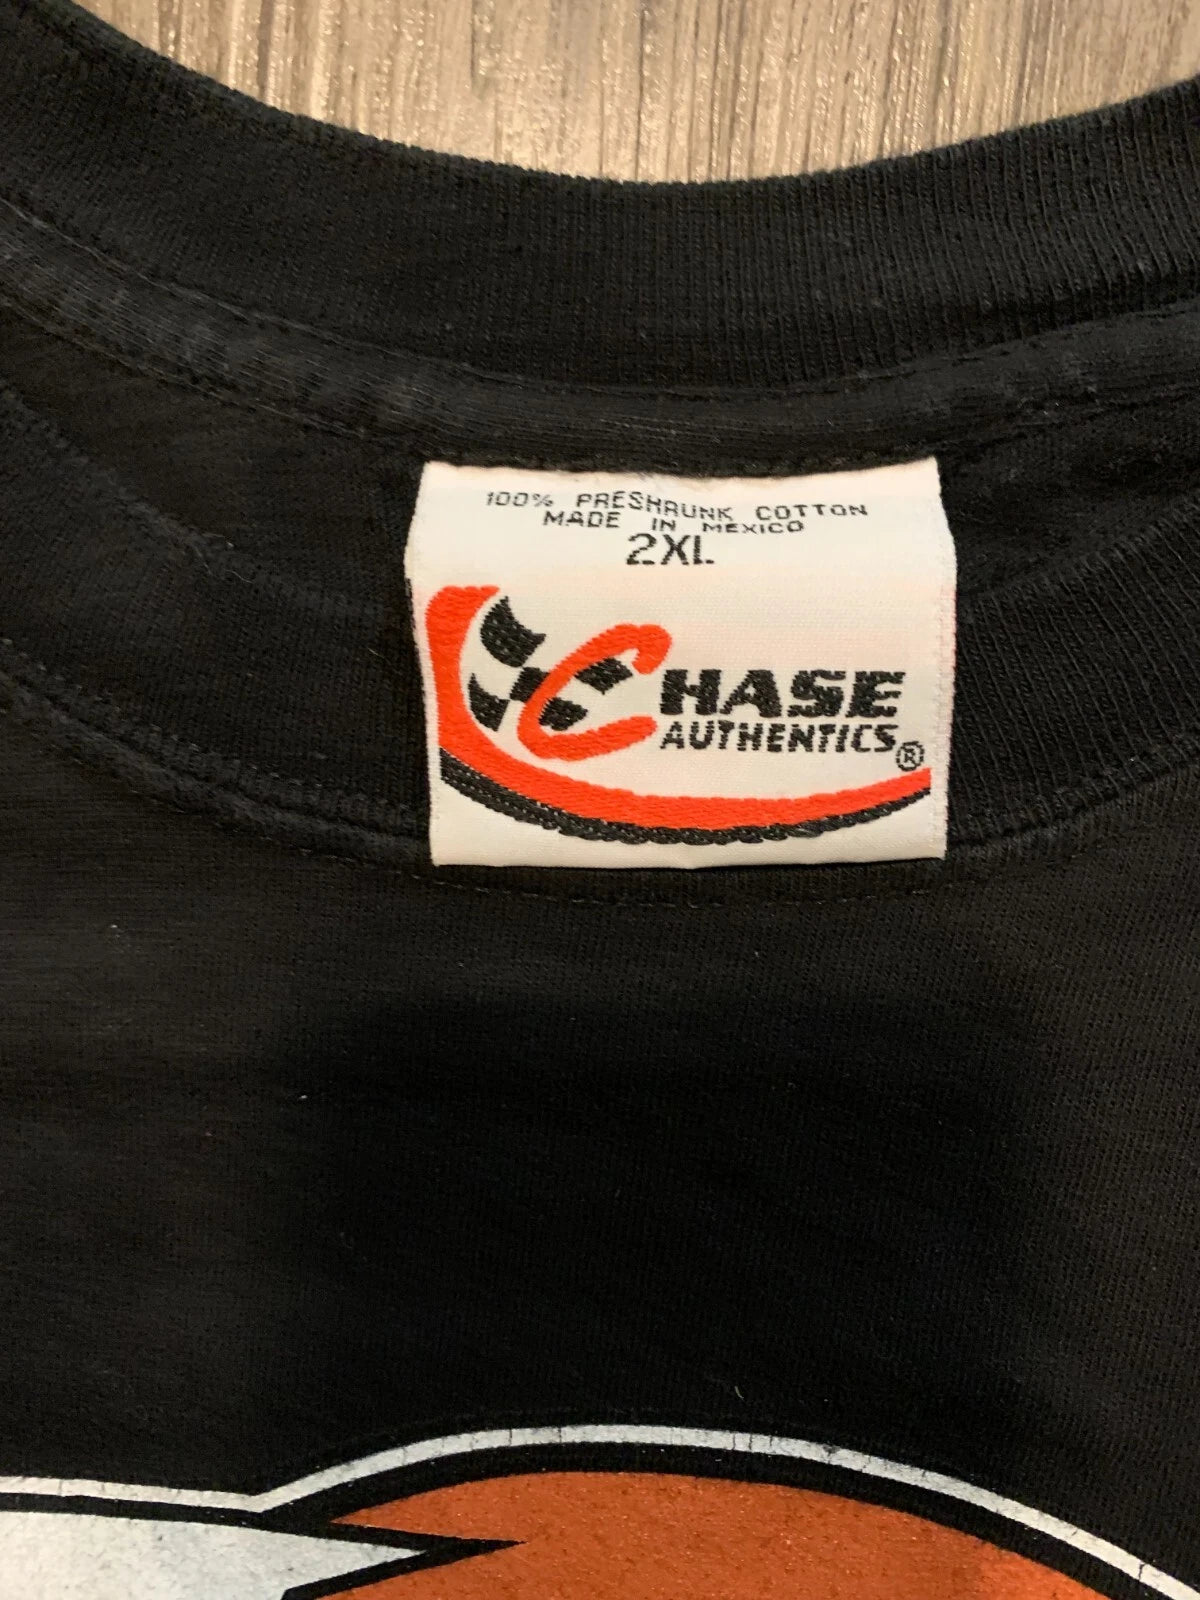 100% PRESHRUNK COTTON
MADE IN MEXICO
2XL
CHASE
AUTHENTICS®